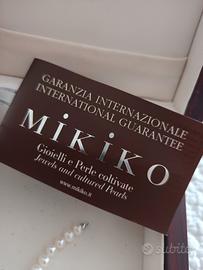 GARANZIA INTERNAZIONALE
INTERNATIONAL GUARANTEE
MiKiKO
Gioielli e Perle coltivate
Jewels and cultured Pearls
www.mikiko.it
subito